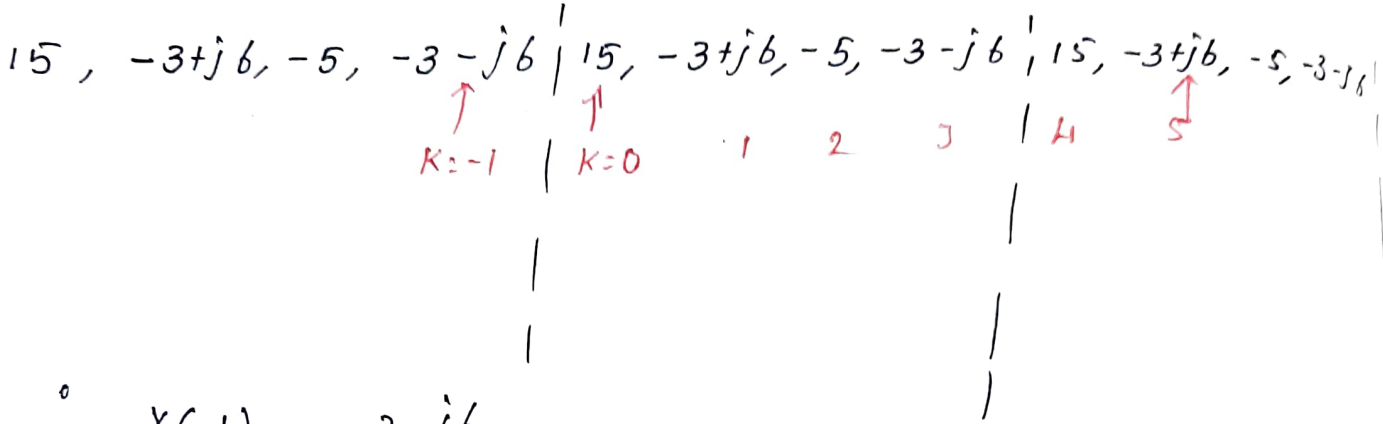 15, -3+j6, -5, -3-j6 | 15, -3+j6, -5, -3-j6 | 15, -3+j6, -5, -3-j6
K=-1 K=0 1 2 3 4 5